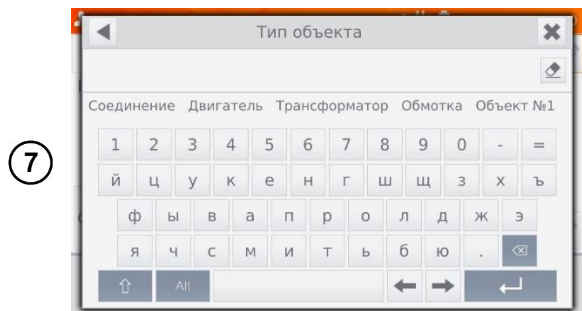 Тип объекта
Соединение Двигатель Трансформатор Обмотка Объект №1
1 2 3 4 5 6 7 8 9 0 - =
й ц у к е н г ш щ з х ъ
7
ф ы в а п р о л д ж э
я ч с м и т ь б ю .
Alt